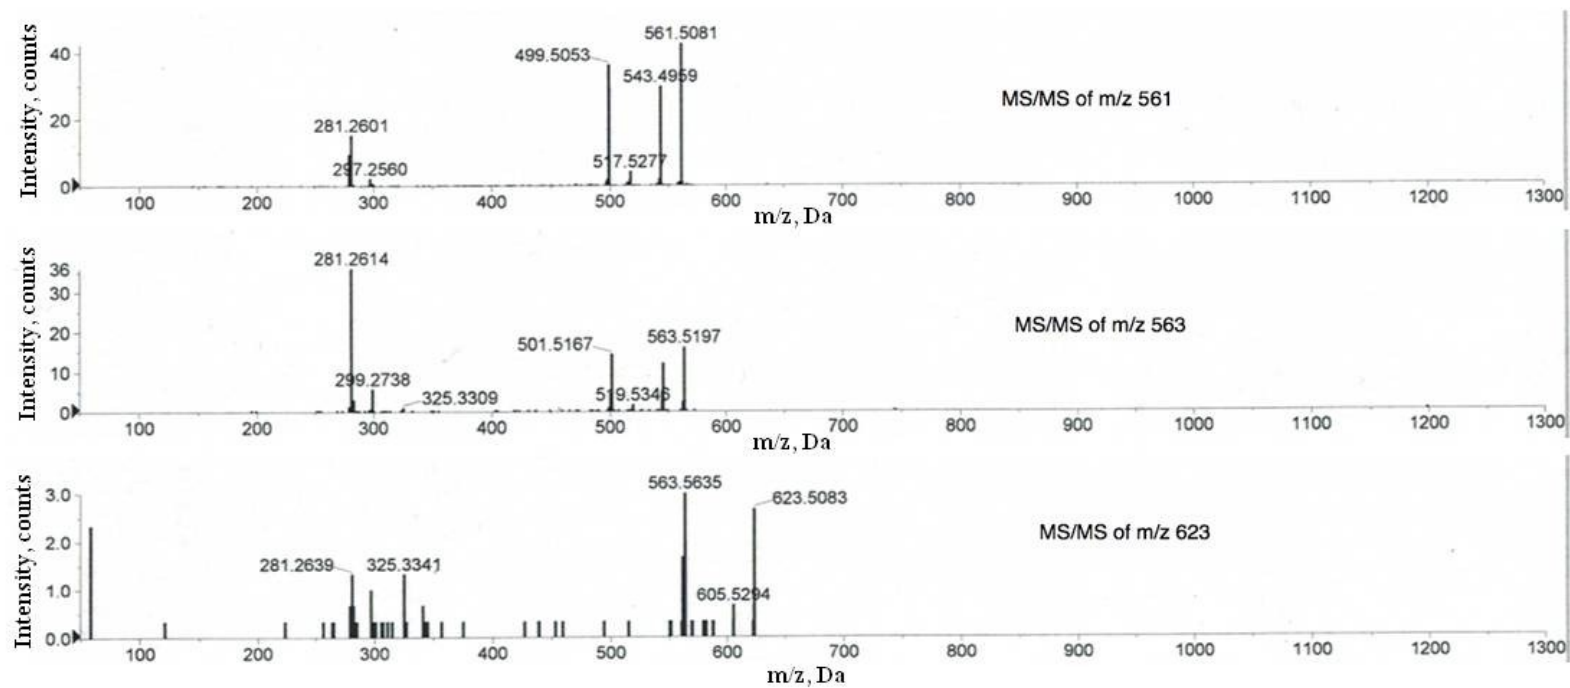 Intensity, counts
40
20
0
561.5081
499.5053
543.4959
281.2601
517.5277
297.2560
MS/MS of m/z 561
100 200 300 400 500 600 700 800 900 1000 1100 1200 1300
m/z, Da
Intensity, counts
36
30
20
10
0
281.2614
501.5167
563.5197
299.2738
325.3309
519.5346
MS/MS of m/z 563
100 200 300 400 500 600 700 800 900 1000 1100 1200 1300
m/z, Da
Intensity, counts
3.0
2.0
1.0
0.0
563.5635
623.5083
281.2639
325.3341
605.5294
MS/MS of m/z 623
100 200 300 400 500 600 700 800 900 1000 1100 1200 1300
m/z, Da